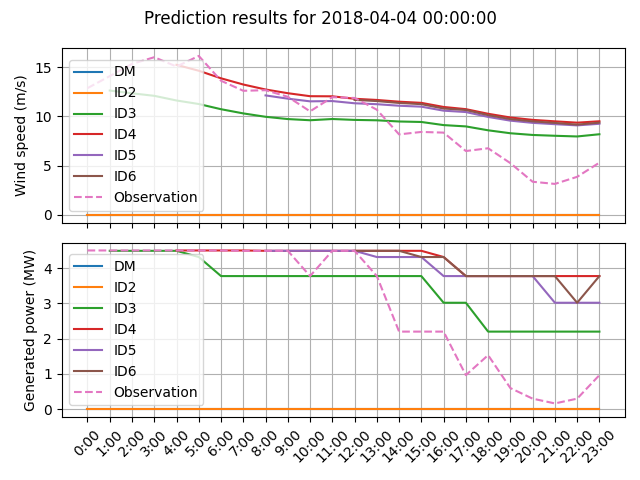 Prediction results for 2018-04-04 00:00:00
Wind speed (m/s)
15
10
5
0
DM
ID2
ID3
ID4
ID5
ID6
Observation
Generated power (MW)
4
3
2
1
0
DM
ID2
ID3
ID4
ID5
ID6
Observation
0:00 1:00 2:00 3:00 4:00 5:00 6:00 7:00 8:00 9:00 10:00 11:00 12:00 13:00 14:00 15:00 16:00 17:00 18:00 19:00 20:00 21:00 22:00 23:00